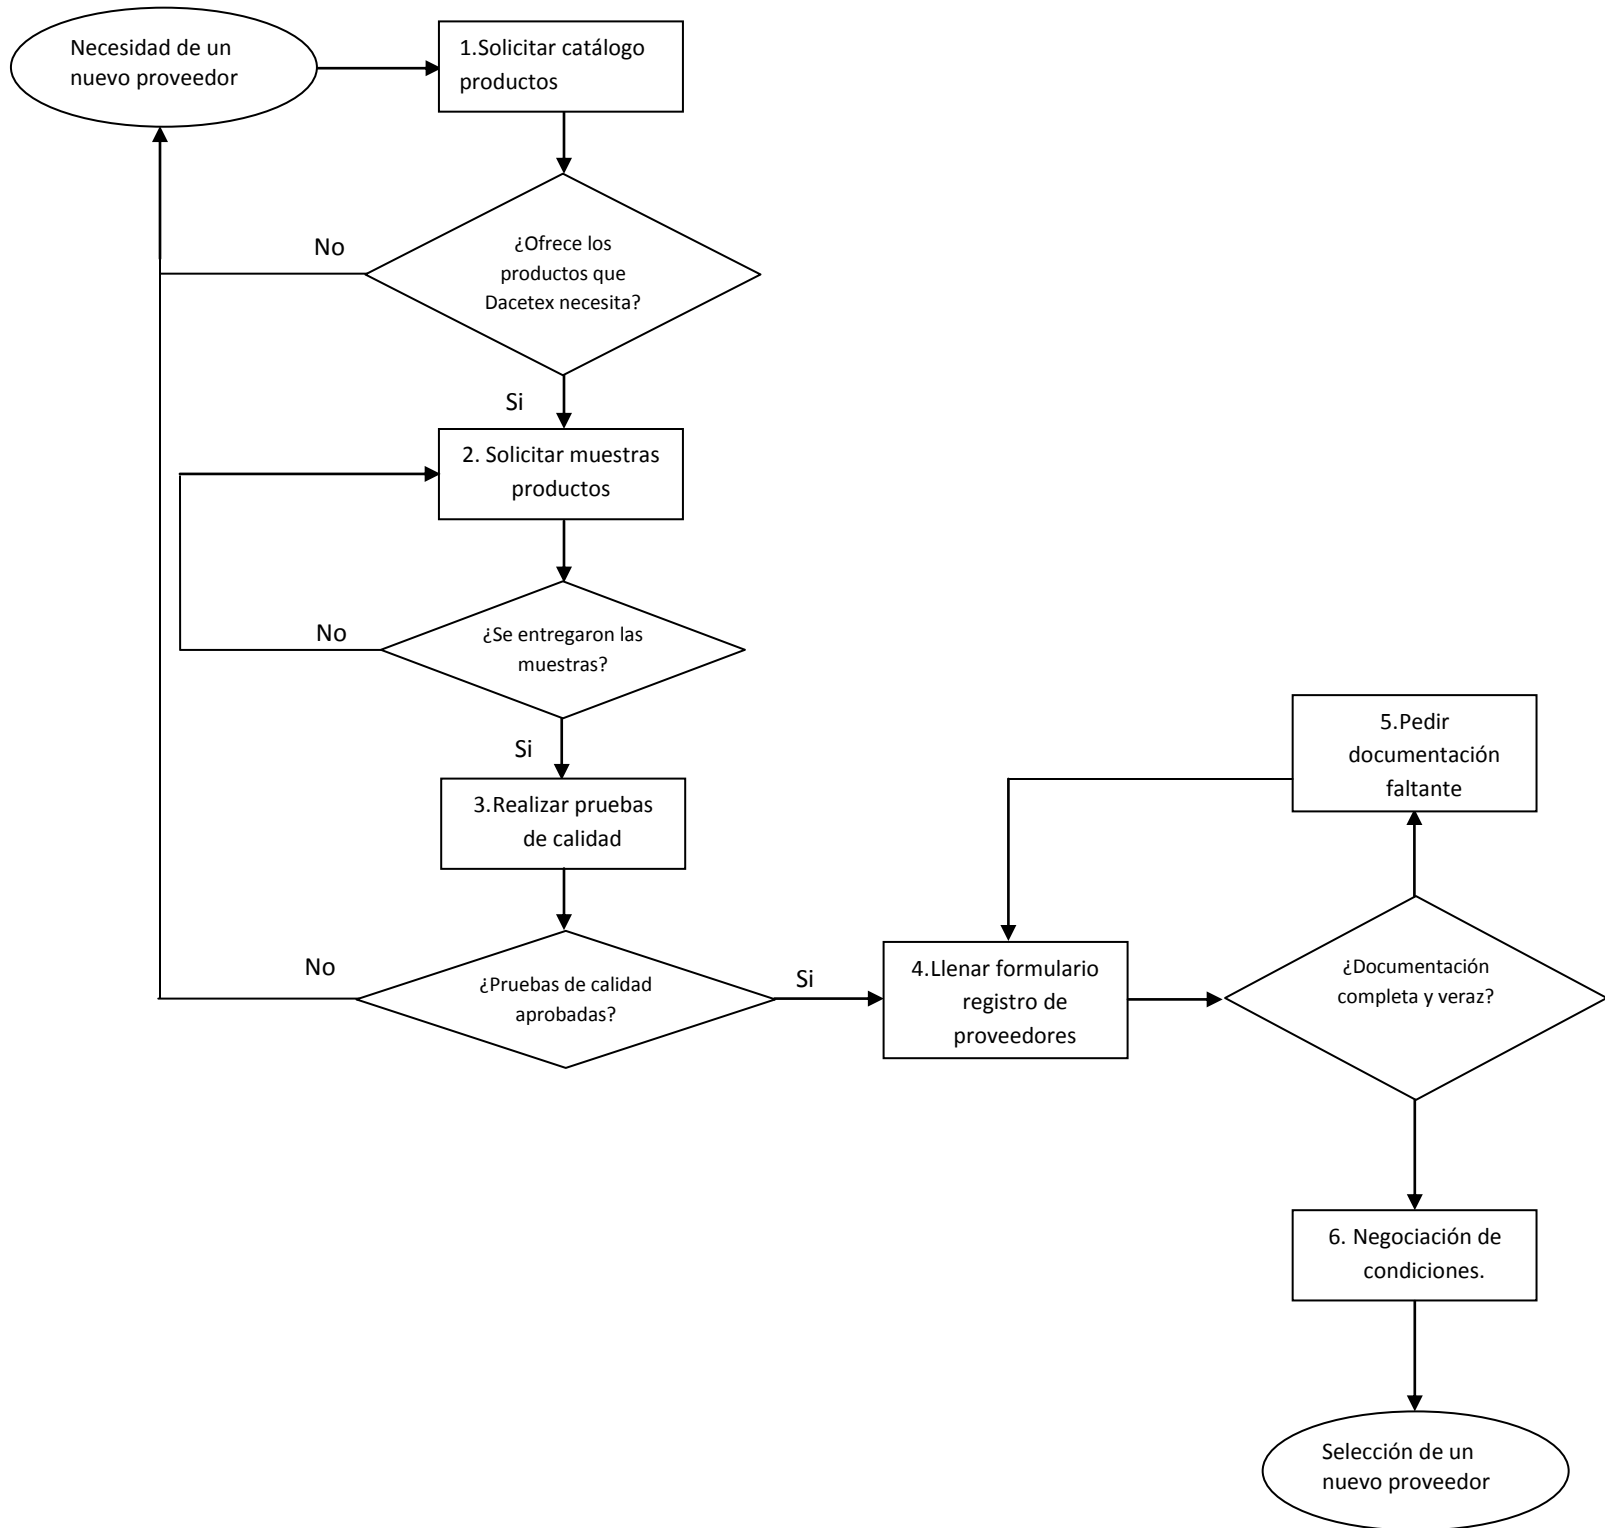 Necesidad de un
nuevo proveedor
1.Solicitar catálogo
productos
No
¿Ofrece los
productos que
Dacetex necesita?
Si
2. Solicitar muestras
productos
No
¿Se entregaron las
muestras?
Si
3.Realizar pruebas
de calidad
No
¿Pruebas de calidad
aprobadas?
Si
4.Llenar formulario
registro de
proveedores
5.Pedir
documentación
faltante
¿Documentación
completa y veraz?
6. Negociación de
condiciones.
Selección de un
nuevo proveedor